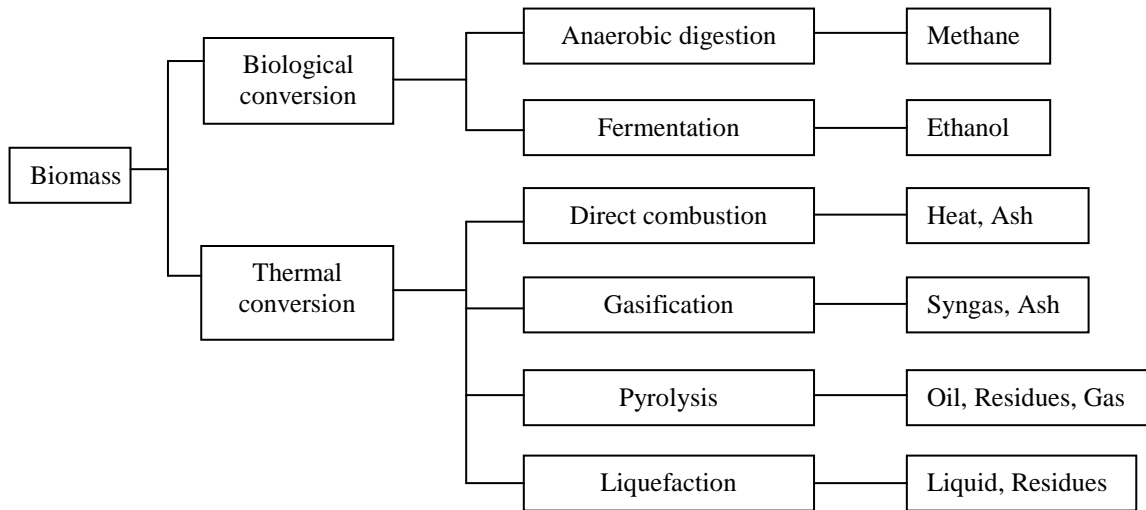 Biomass
Biological
conversion
Anaerobic digestion
Methane
Fermentation
Ethanol
Thermal
conversion
Direct combustion
Heat, Ash
Gasification
Syngas, Ash
Pyrolysis
Oil, Residues, Gas
Liquefaction
Liquid, Residues